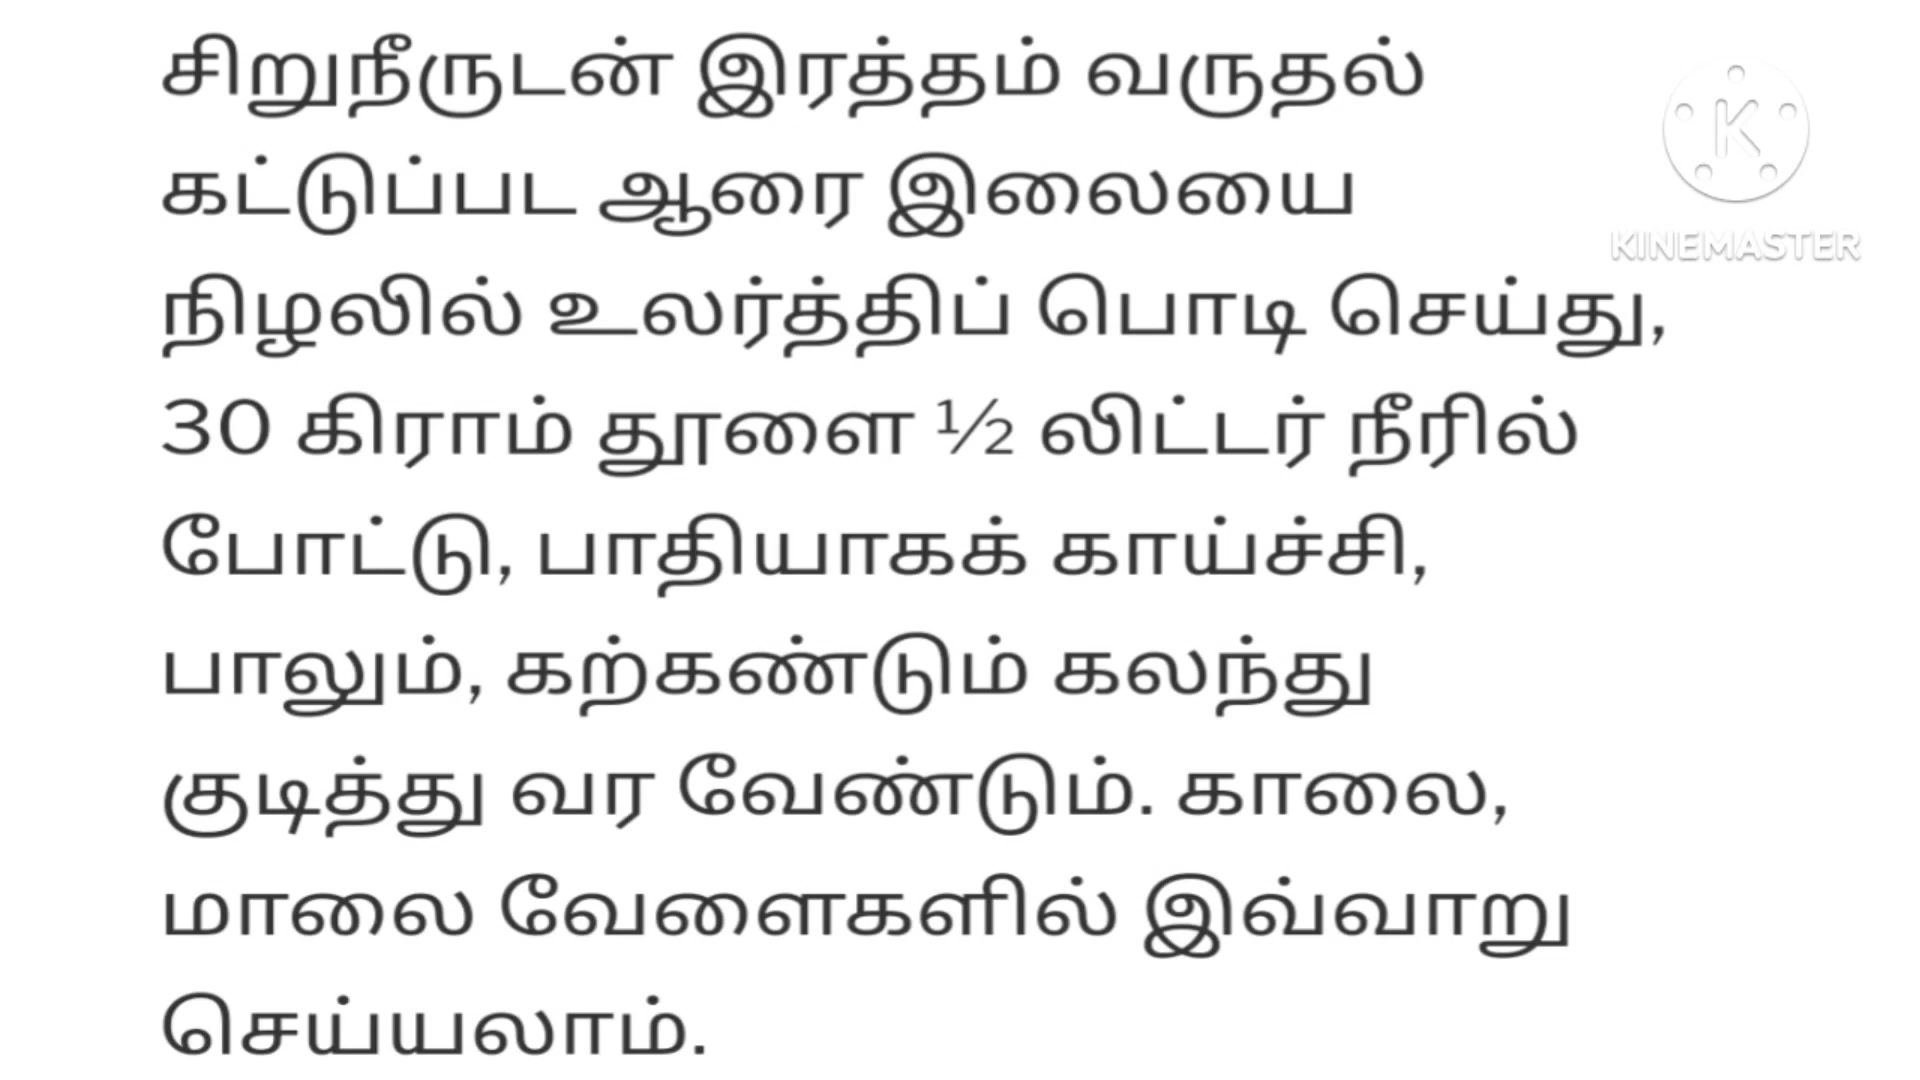 சிறுநீருடன் இரத்தம் வருதல்
கட்டுப்பட ஆரை இலையை
நிழலில் உலர்த்திப் பொடி செய்து,
30 கிராம் தூளை ½ லிட்டர் நீரில்
போட்டு, பாதியாகக் காய்ச்சி,
பாலும், கற்கண்டும் கலந்து
குடித்து வர வேண்டும். காலை,
மாலை வேளைகளில் இவ்வாறு
செய்யலாம்.
K
KINEMASTER